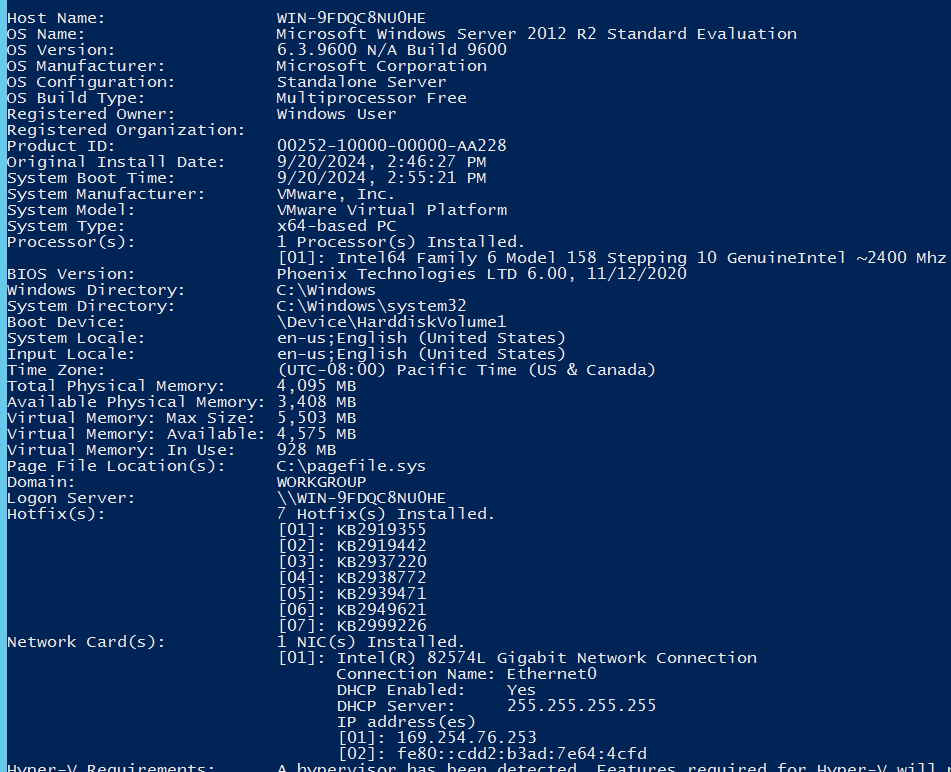 Host Name:                 WIN-9FDQC8NU0HE
OS Name:                   Microsoft Windows Server 2012 R2 Standard Evaluation
OS Version:                6.3.9600 N/A Build 9600
OS Manufacturer:           Microsoft Corporation
OS Configuration:          Standalone Server
OS Build Type:             Multiprocessor Free
Registered Owner:          Windows User
Registered Organization:
Product ID:                00252-10000-00000-AA228
Original Install Date:     9/20/2024, 2:46:27 PM
System Boot Time:          9/20/2024, 2:55:21 PM
System Manufacturer:       VMware, Inc.
System Model:              VMware Virtual Platform
System Type:               x64-based PC
Processor(s):              1 Processor(s) Installed.
                           [01]: Intel64 Family 6 Model 158 Stepping 10 GenuineIntel ~2400 Mhz
BIOS Version:              Phoenix Technologies LTD 6.00, 11/12/2020
Windows Directory:         C:\Windows
System Directory:          C:\Windows\system32
Boot Device:               \Device\HarddiskVolume1
System Locale:             en-us;English (United States)
Input Locale:              en-us;English (United States)
Time Zone:                 (UTC-08:00) Pacific Time (US & Canada)
Total Physical Memory:     4,095 MB
Available Physical Memory: 3,408 MB
Virtual Memory: Max Size:  5,503 MB
Virtual Memory: Available: 4,575 MB
Virtual Memory: In Use:    928 MB
Page File Location(s):     C:\pagefile.sys
Domain:                    WORKGROUP
Logon Server:              \\WIN-9FDQC8NU0HE
Hotfix(s):                 7 Hotfix(s) Installed.
                           [01]: KB2919355
                           [02]: KB2919442
                           [03]: KB2937220
                           [04]: KB2938772
                           [05]: KB2939471
                           [06]: KB2949621
                           [07]: KB2999226
Network Card(s):           1 NIC(s) Installed.
                           [01]: Intel(R) 82574L Gigabit Network Connection
                                 Connection Name: Ethernet0
                                 DHCP Enabled:    Yes
                                 DHCP Server:     255.255.255.255
                                 IP address(es)
                                 [01]: 169.254.76.253
                                 [02]: fe80::cdd2:b3ad:7e64:4cfd
Hyper-V Requirements:      A hypervisor has been detected. Features required for Hyper-V will